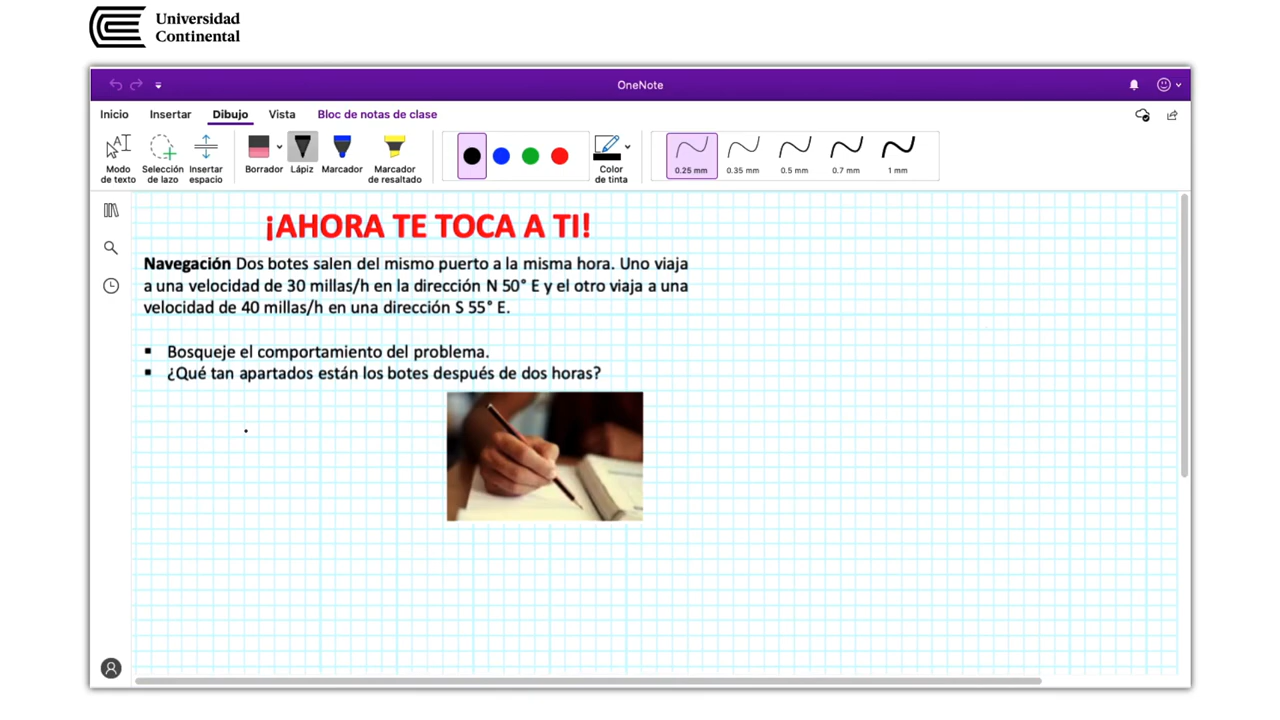 Universidad
Continental
OneNote
Inicio Insertar Dibujo Vista Bloc de notas de clase
Modo de texto
Selección de lazo
Insertar espacio
Borrador
Lápiz
Marcador
Marcador de resaltado
Color de tinta
0.25 mm 0.35 mm 0.5 mm 0.7 mm 1 mm
¡AHORA TE TOCA A TI!
Navegación Dos botes salen del mismo puerto a la misma hora. Uno viaja
a una velocidad de 30 millas/h en la dirección N 50° E y el otro viaja a una
velocidad de 40 millas/h en una dirección S 55° E.
▪ Bosqueje el comportamiento del problema.
▪ ¿Qué tan apartados están los botes después de dos horas?